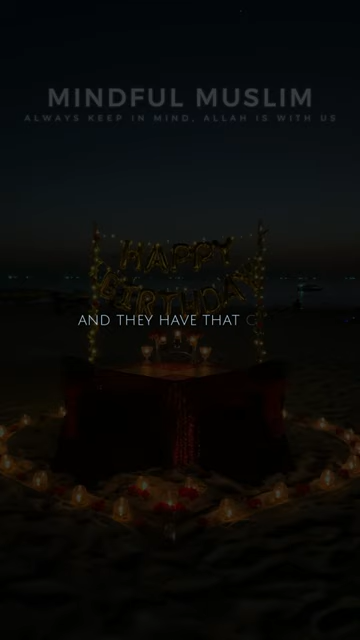 MINDFUL MUSLIM
ALWAYS KEEP IN MIND, ALLAH IS WITH US
HAPPY
BIRTHDAY
AND THEY HAVE THAT